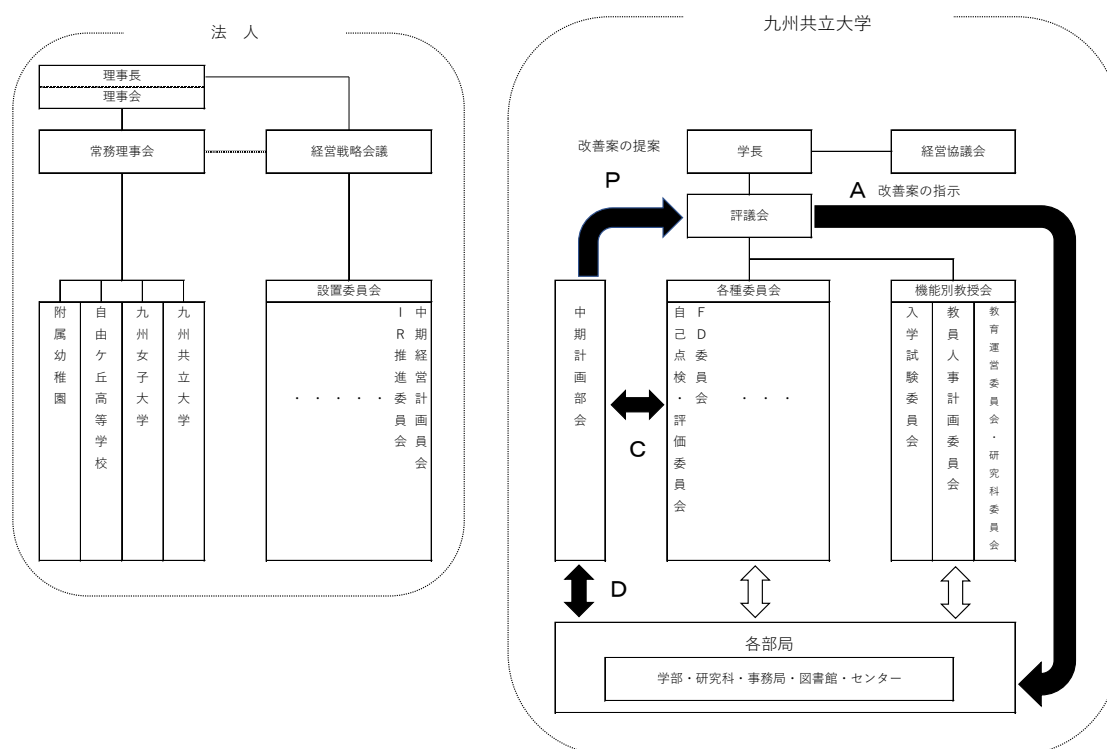 法　人
理事長
理事会
常務理事会
経営戦略会議
設置委員会
附属幼稚園
自由ケ丘高等学校
九州女子大学
九州共立大学
中期経営計画員会
ＩＲ推進委員会
・・・・・
九州共立大学
改善案の提案
学長
経営協議会
P
評議会
A
改善案の指示
中期計画部会
各種委員会
ＦＤ委員会
自己点検・評価委員会
・・・
機能別教授会
入学試験委員会
教員人事計画委員会
教育運営委員会・研究科委員会
C
D
各部局
学部・研究科・事務局・図書館・センター